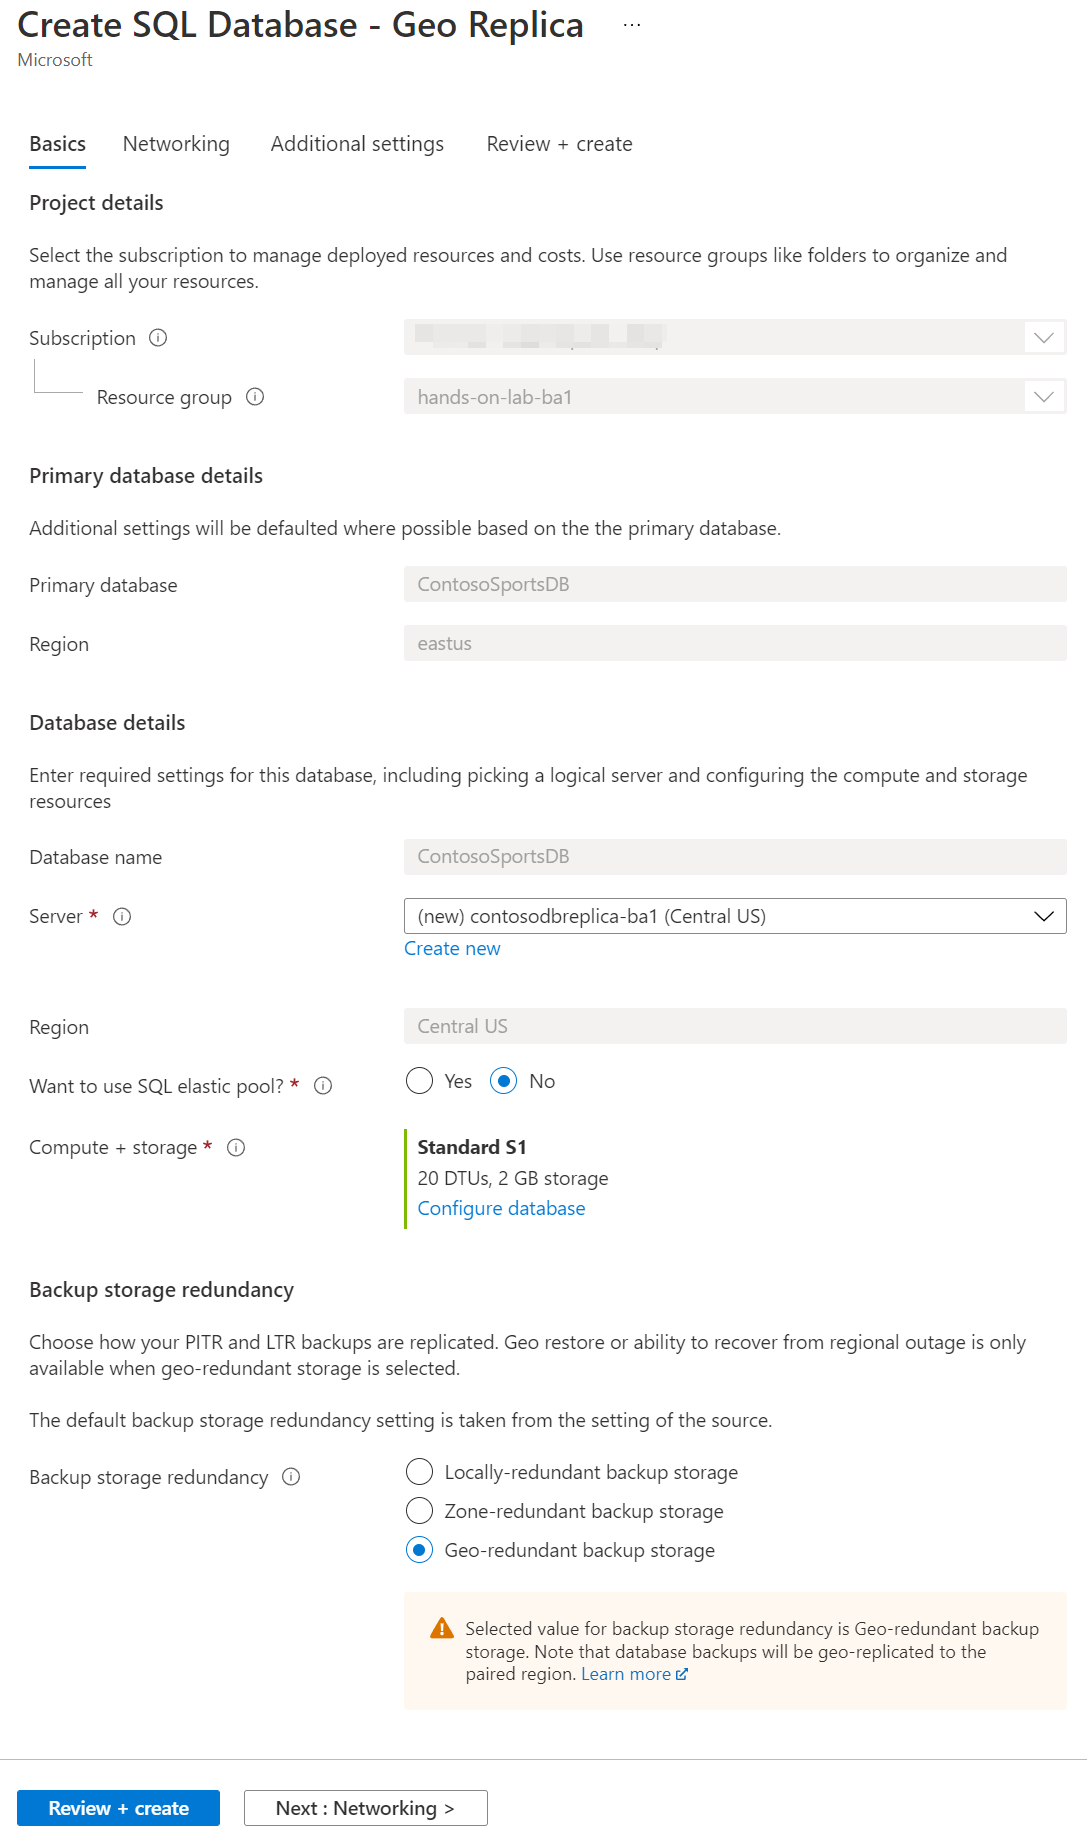 Create SQL Database - Geo Replica ...
Microsoft
Basics Networking Additional settings Review + create
Project details
Select the subscription to manage deployed resources and costs. Use resource groups like folders to organize and
manage all your resources.
Subscription
Resource group hands-on-lab-ba1
Primary database details
Additional settings will be defaulted where possible based on the the primary database.
Primary database ContosoSportsDB
Region eastus
Database details
Enter required settings for this database, including picking a logical server and configuring the compute and storage
resources
Database name ContosoSportsDB
Server * (new) contosodbreplica-ba1 (Central US)
Create new
Region Central US
Want to use SQL elastic pool? * Yes No
Compute + storage * Standard S1
20 DTUs, 2 GB storage
Configure database
Backup storage redundancy
Choose how your PITR and LTR backups are replicated. Geo restore or ability to recover from regional outage is only
available when geo-redundant storage is selected.
The default backup storage redundancy setting is taken from the setting of the source.
Backup storage redundancy Locally-redundant backup storage
Zone-redundant backup storage
Geo-redundant backup storage
Selected value for backup storage redundancy is Geo-redundant backup
storage. Note that database backups will be geo-replicated to the
paired region. Learn more
Review + create Next : Networking >